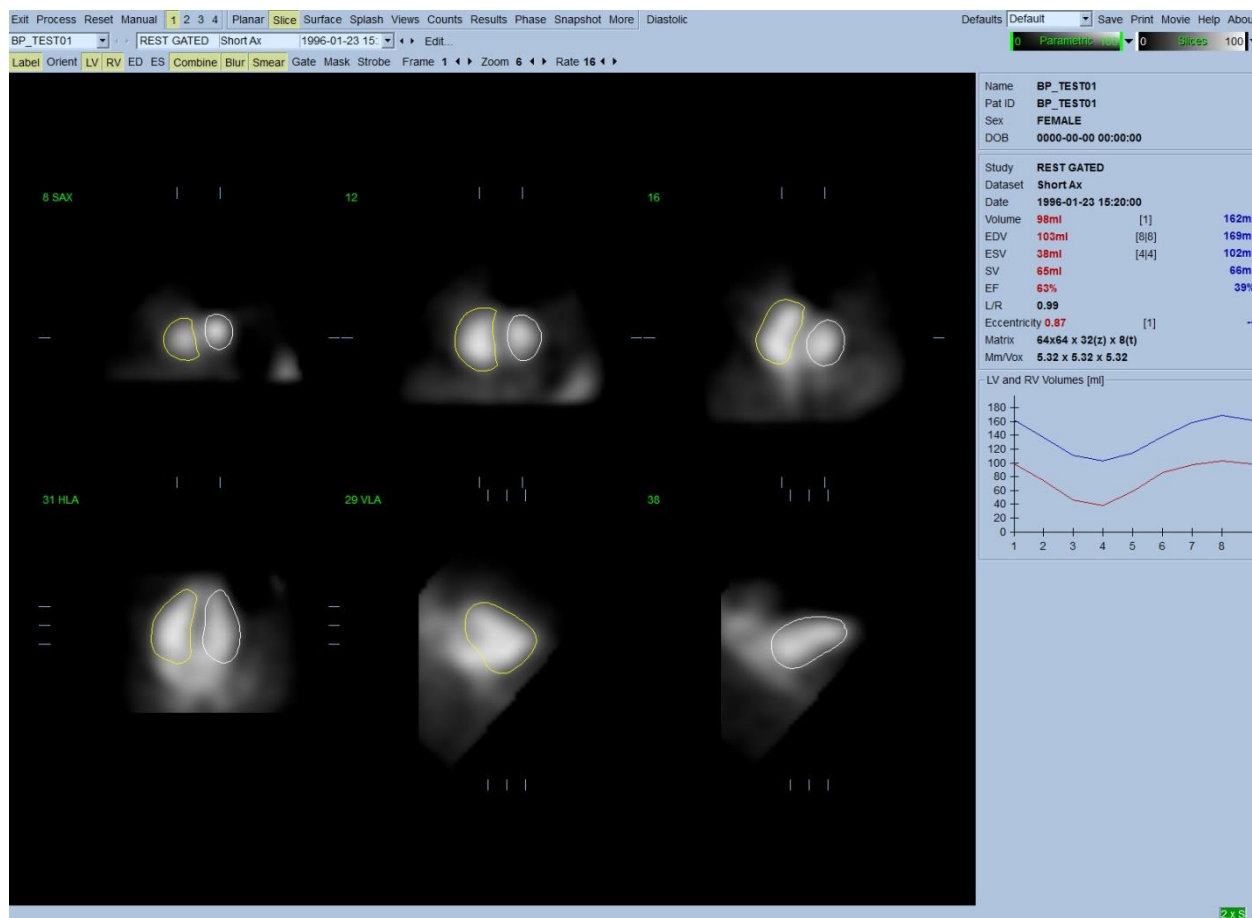 Exit Process Reset Manual 1 2 3 4 Planar Slice Surface Splash Views Counts Results Phase Snapshot More Diastolic Defaults Default Save Print Movie Help Abou
BP_TEST01 REST GATED Short Ax 1996-01-23 15: Edit... 0 Parametric 100 0 Slices 100
Label Orient LV RV ED ES Combine Blur Smear Gate Mask Strobe Frame 1 Zoom 6 Rate 16
Name BP_TEST01
Pat ID BP_TEST01
Sex FEMALE
DOB 0000-00-00 00:00:00
Study REST GATED
Dataset Short Ax
Date 1996-01-23 15:20:00
Volume 98ml [1] 162m
EDV 103ml [8|8] 169m
ESV 38ml [4|4] 102m
SV 65ml 66m
EF 63% 39%
L/R 0.99
Eccentricity 0.87 [1] --
Matrix 64x64 x 32(z) x 8(t)
Mm/Vox 5.32 x 5.32 x 5.32
LV and RV Volumes [ml]
180
160
140
120
100
80
60
40
20
0
1 2 3 4 5 6 7 8
8 SAX 12 16
31 HLA 29 VLA 38
2 x S